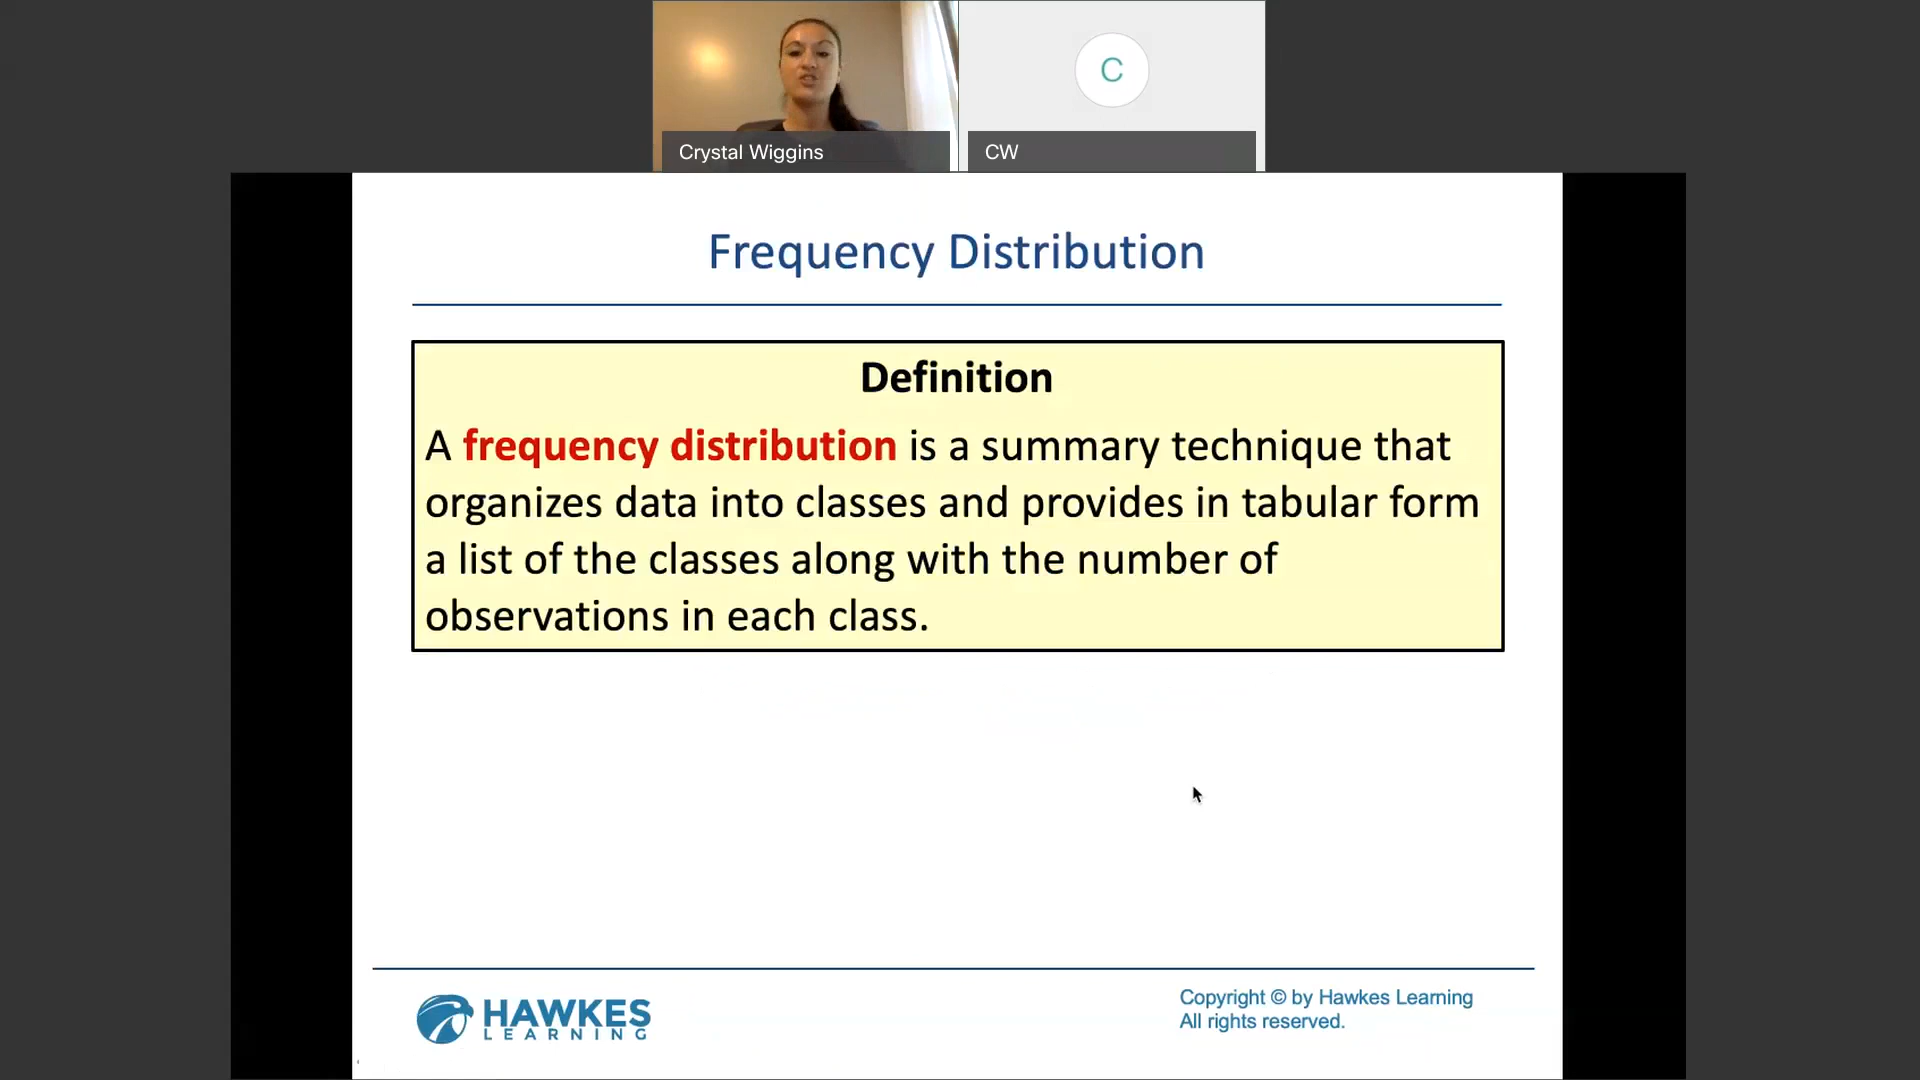 C
Crystal Wiggins
CW
Frequency Distribution
Definition
A frequency distribution is a summary technique that
organizes data into classes and provides in tabular form
a list of the classes along with the number of
observations in each class.
HAWKES
LEARNING
Copyright © by Hawkes Learning
All rights reserved.